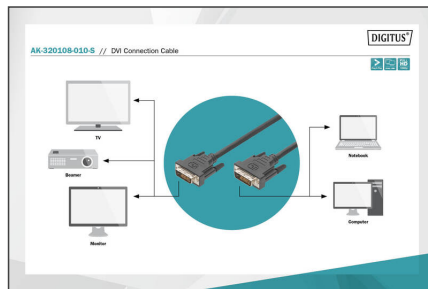 DIGITUS®
AK-320108-010-S // DVI Connection Cable
TV
Beamer
Monitor
Notebook
Computer